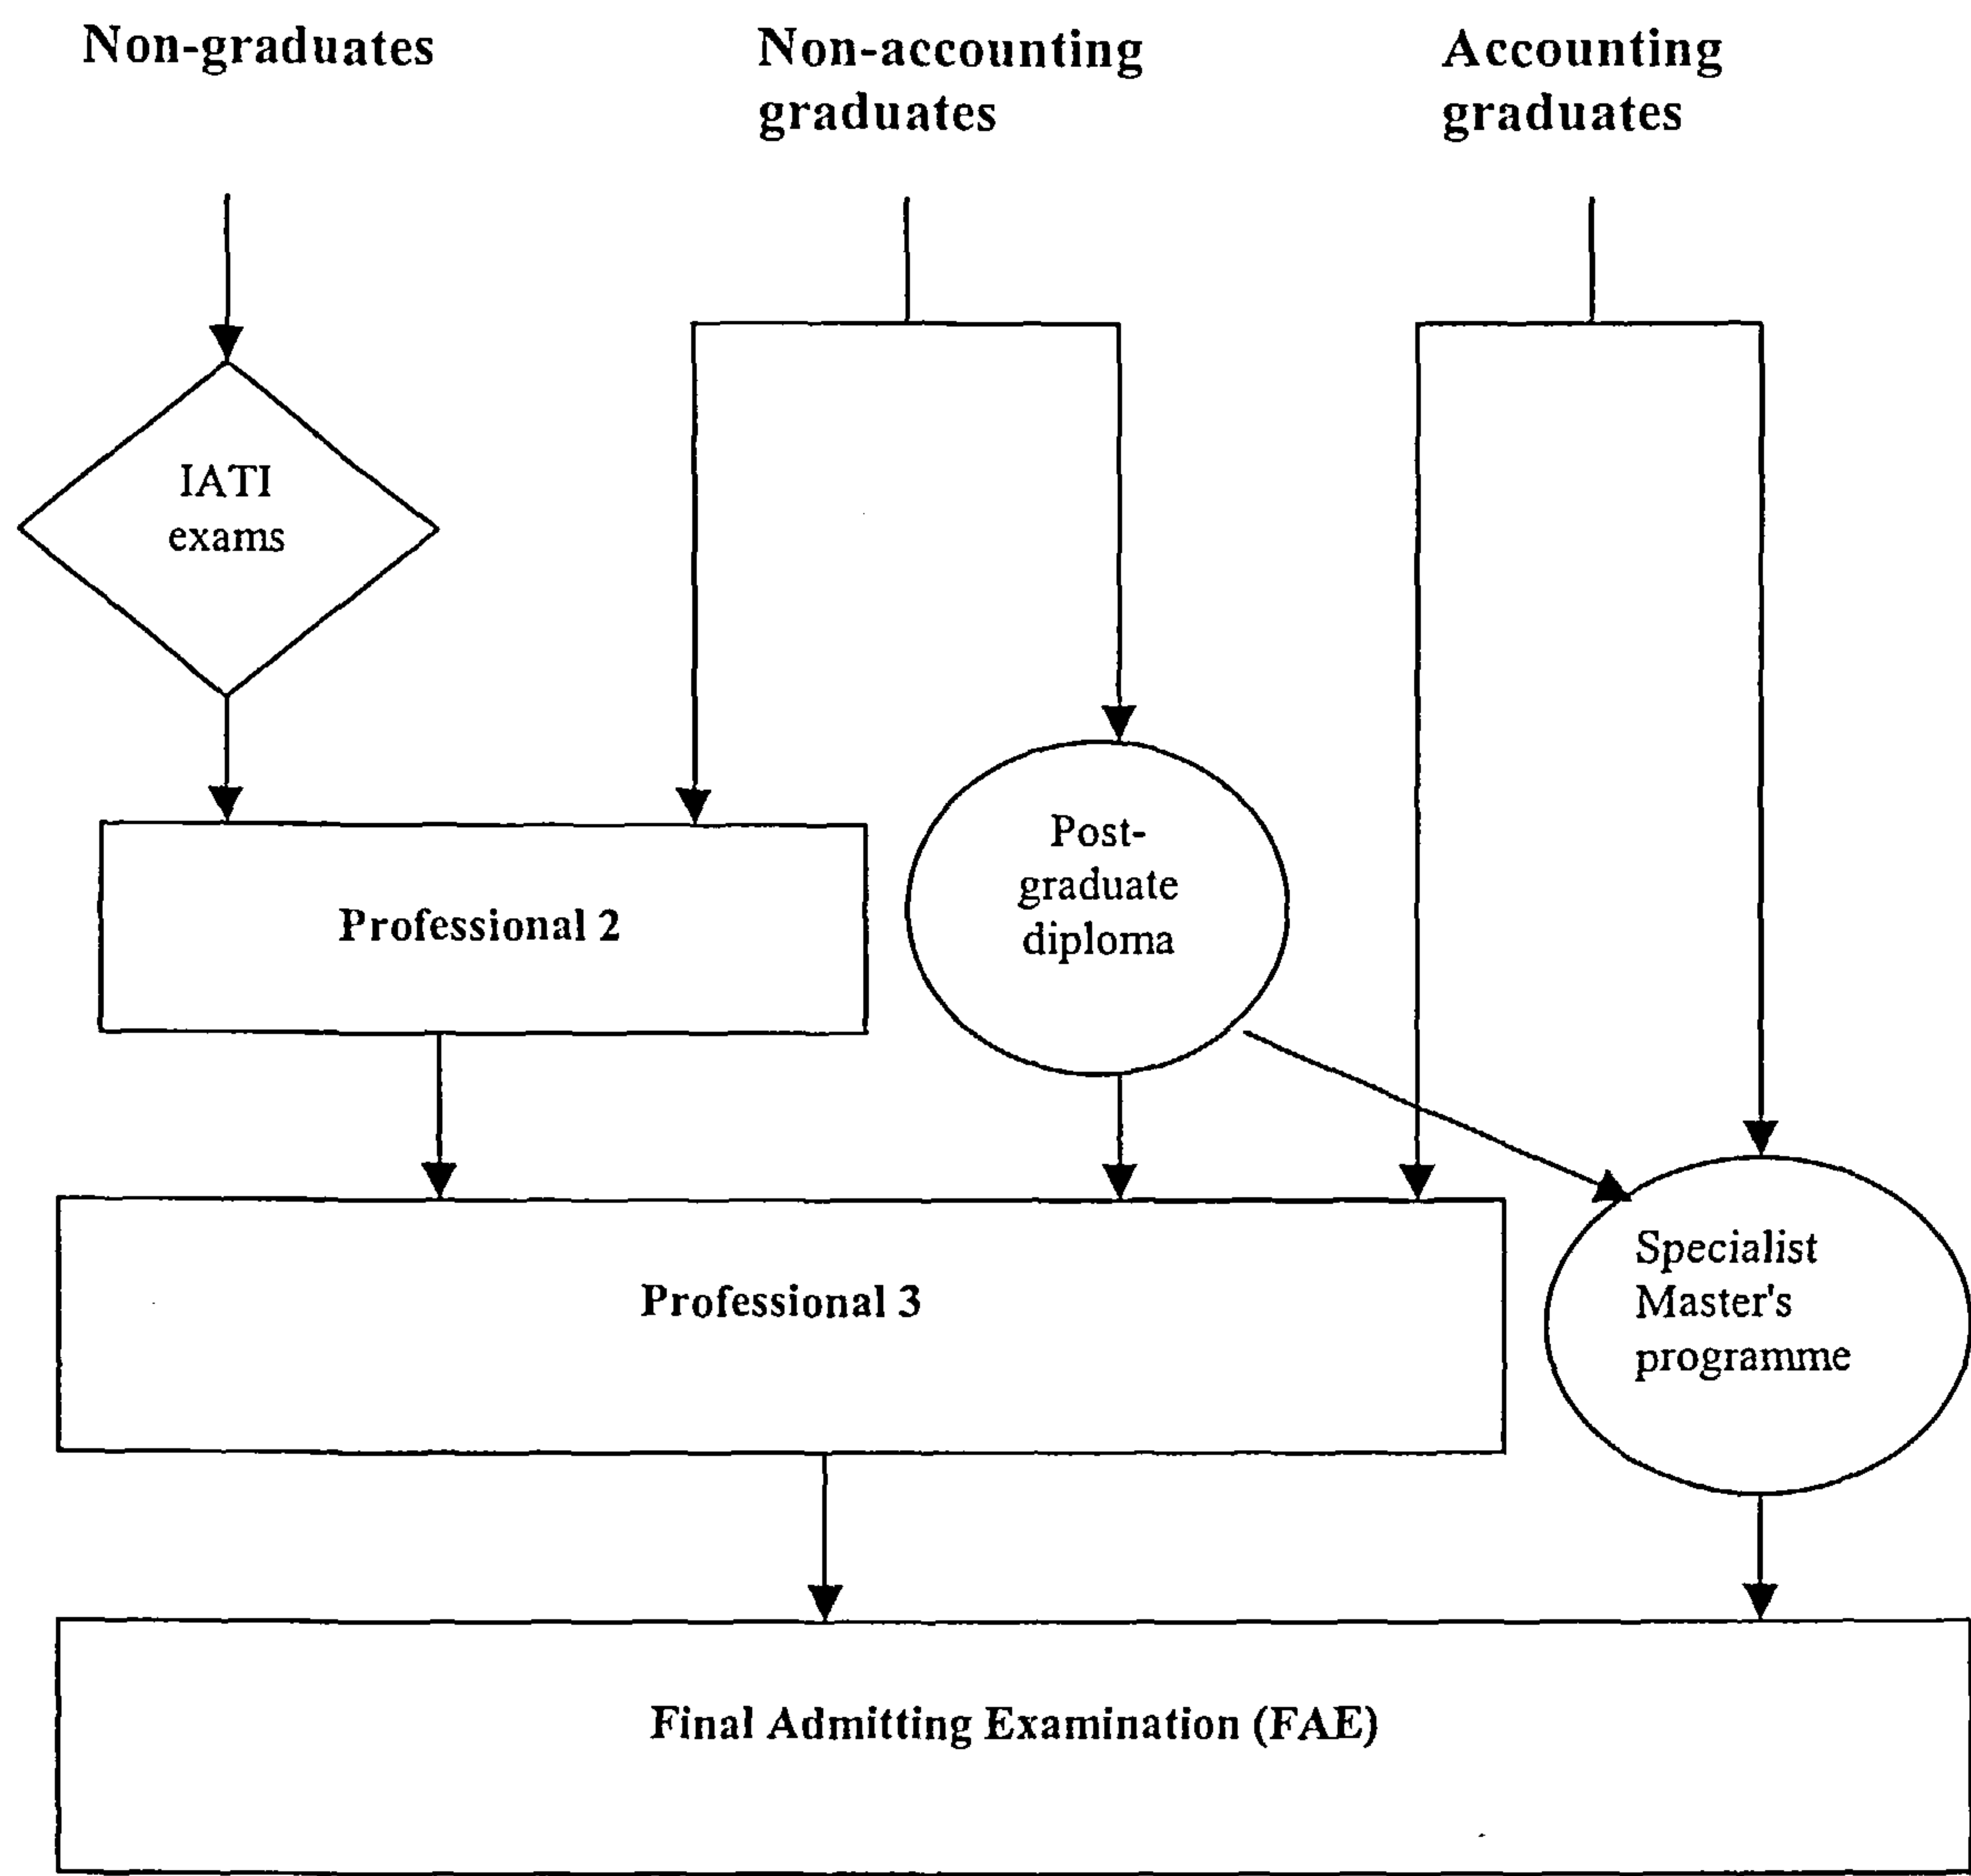 Non-graduates
Non-accounting
graduates
Accounting
graduates
IATI
exams
Post-
graduate
diploma
Professional 2
Specialist
Master's
programme
Professional 3
Final Admitting Examination (FAE)